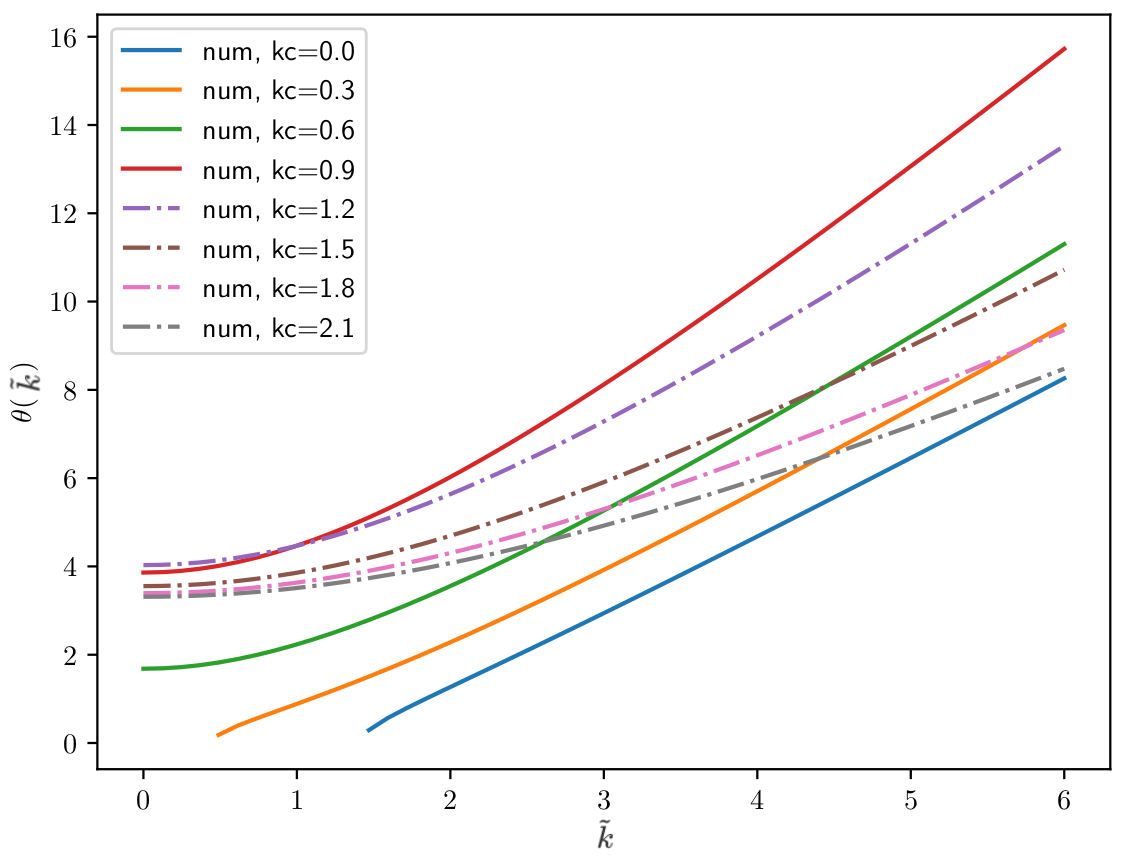 16
14
12
10
8
6
4
2
0
θ(k̃)
num, kc=0.0
num, kc=0.3
num, kc=0.6
num, kc=0.9
num, kc=1.2
num, kc=1.5
num, kc=1.8
num, kc=2.1
0 1 2 3 4 5 6
k̃